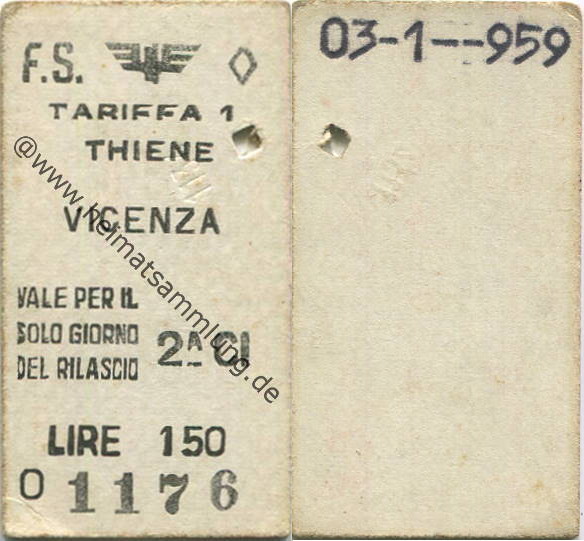 F.S.
TARIFFA 1
THIENE
VICENZA
VALE PER IL
SOLO GIORNO
DEL RILASCIO
2A Cl
LIRE 150
0 1176
@www.heimatsammlung.de
03-1--959